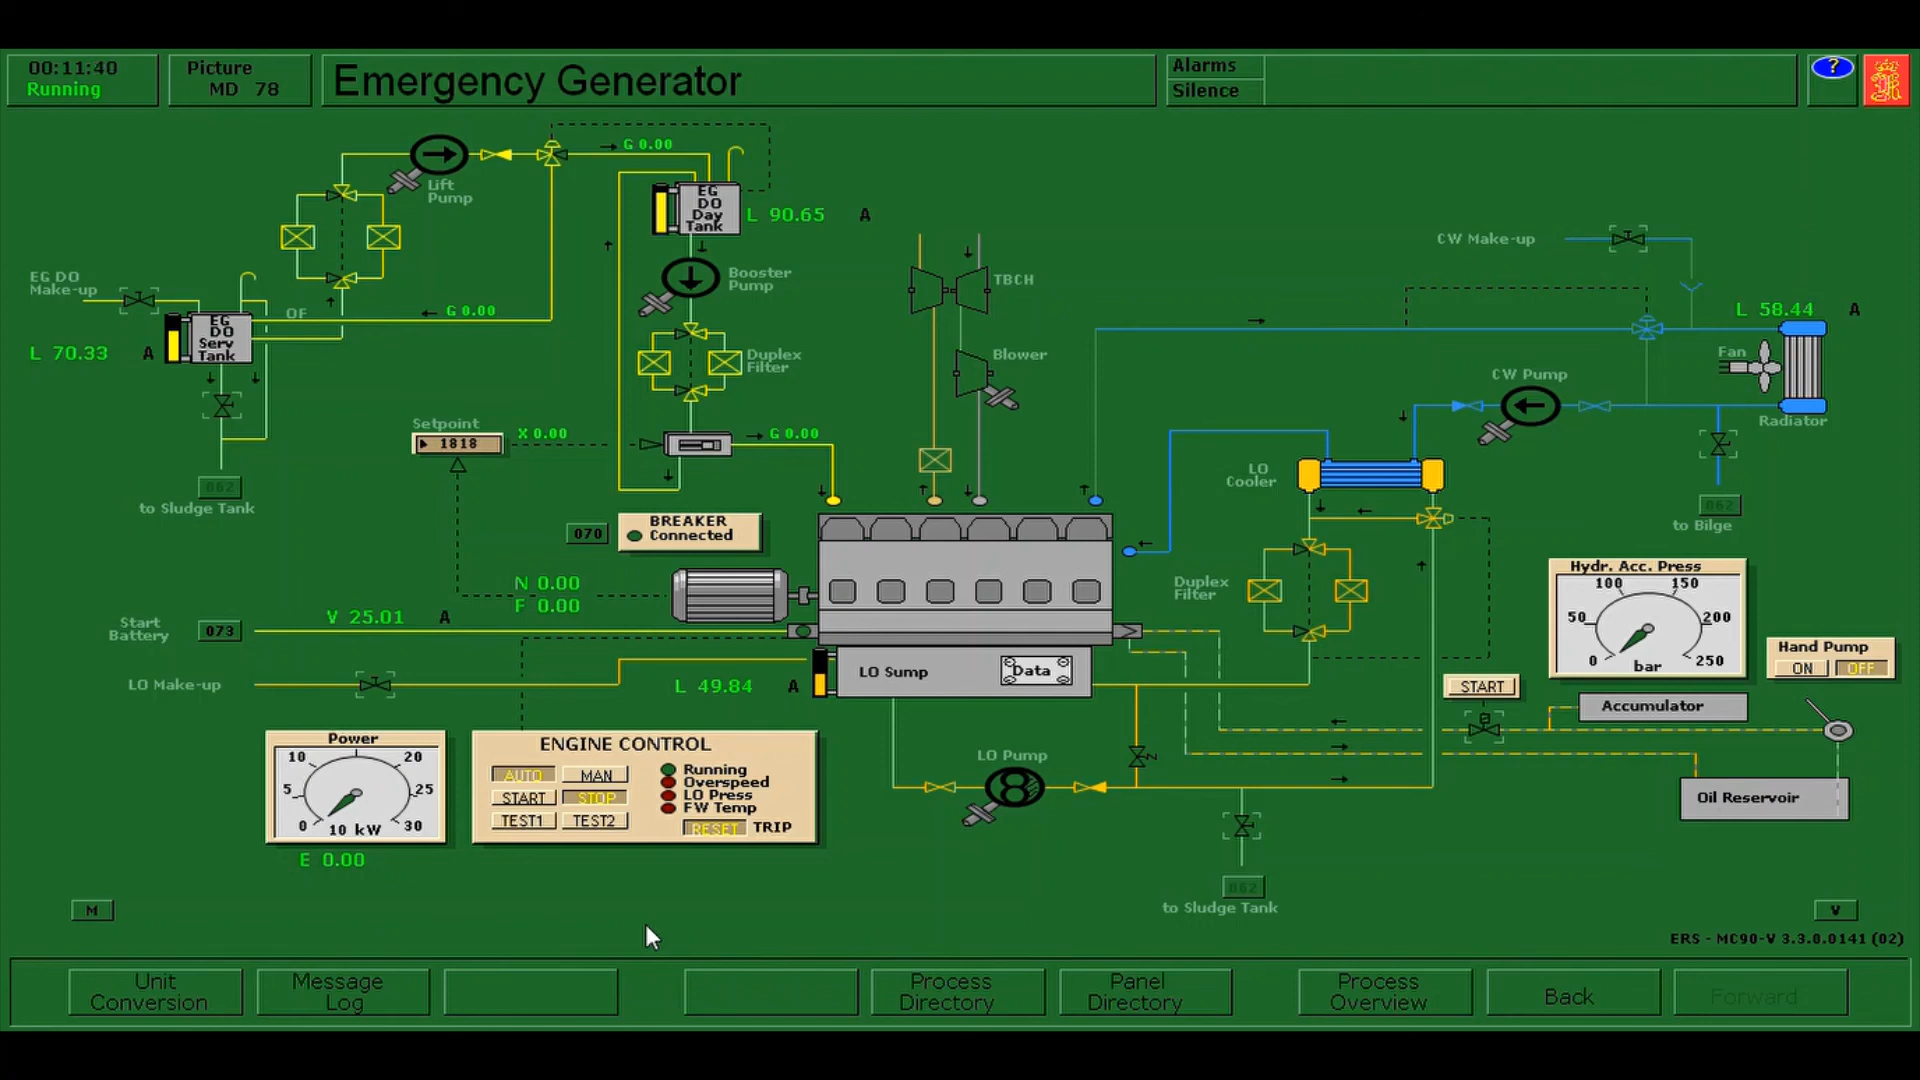 00:11:40
Running
Picture
MD 78
Emergency Generator
Alarms
Silence
?
G 0.00
Lift
Pump
EG
DO
Day
Tank
L 90.65 A
EG DO
Make-up
OF
G 0.00
Booster
Pump
TBCH
CW Make-up
EG
DO
Serv
Tank
L 70.33 A
Duplex
Filter
Blower
L 58.44 A
Fan
CW Pump
Radiator
Setpoint
1818
X 0.00
G 0.00
062
to Sludge Tank
LO
Cooler
062
to Bilge
070
BREAKER
Connected
N 0.00
F 0.00
Duplex
Filter
Hydr. Acc. Press
0 50 100 150 200 250
bar
Start
Battery
073
V 25.01 A
Hand Pump
ON OFF
LO Make-up
L 49.84 A
LO Sump
Data
START
Accumulator
Power
0 5 10 20 25 30
10 kW
E 0.00
ENGINE CONTROL
AUTO MAN
START STOP
TEST1 TEST2
Running
Overspeed
LO Press
FW Temp
RESET TRIP
LO Pump
Oil Reservoir
062
to Sludge Tank
M
V
ERS - MC90-V 3.3.0.0141 (02)
Unit
Conversion
Message
Log
Process
Directory
Panel
Directory
Process
Overview
Back
Forward